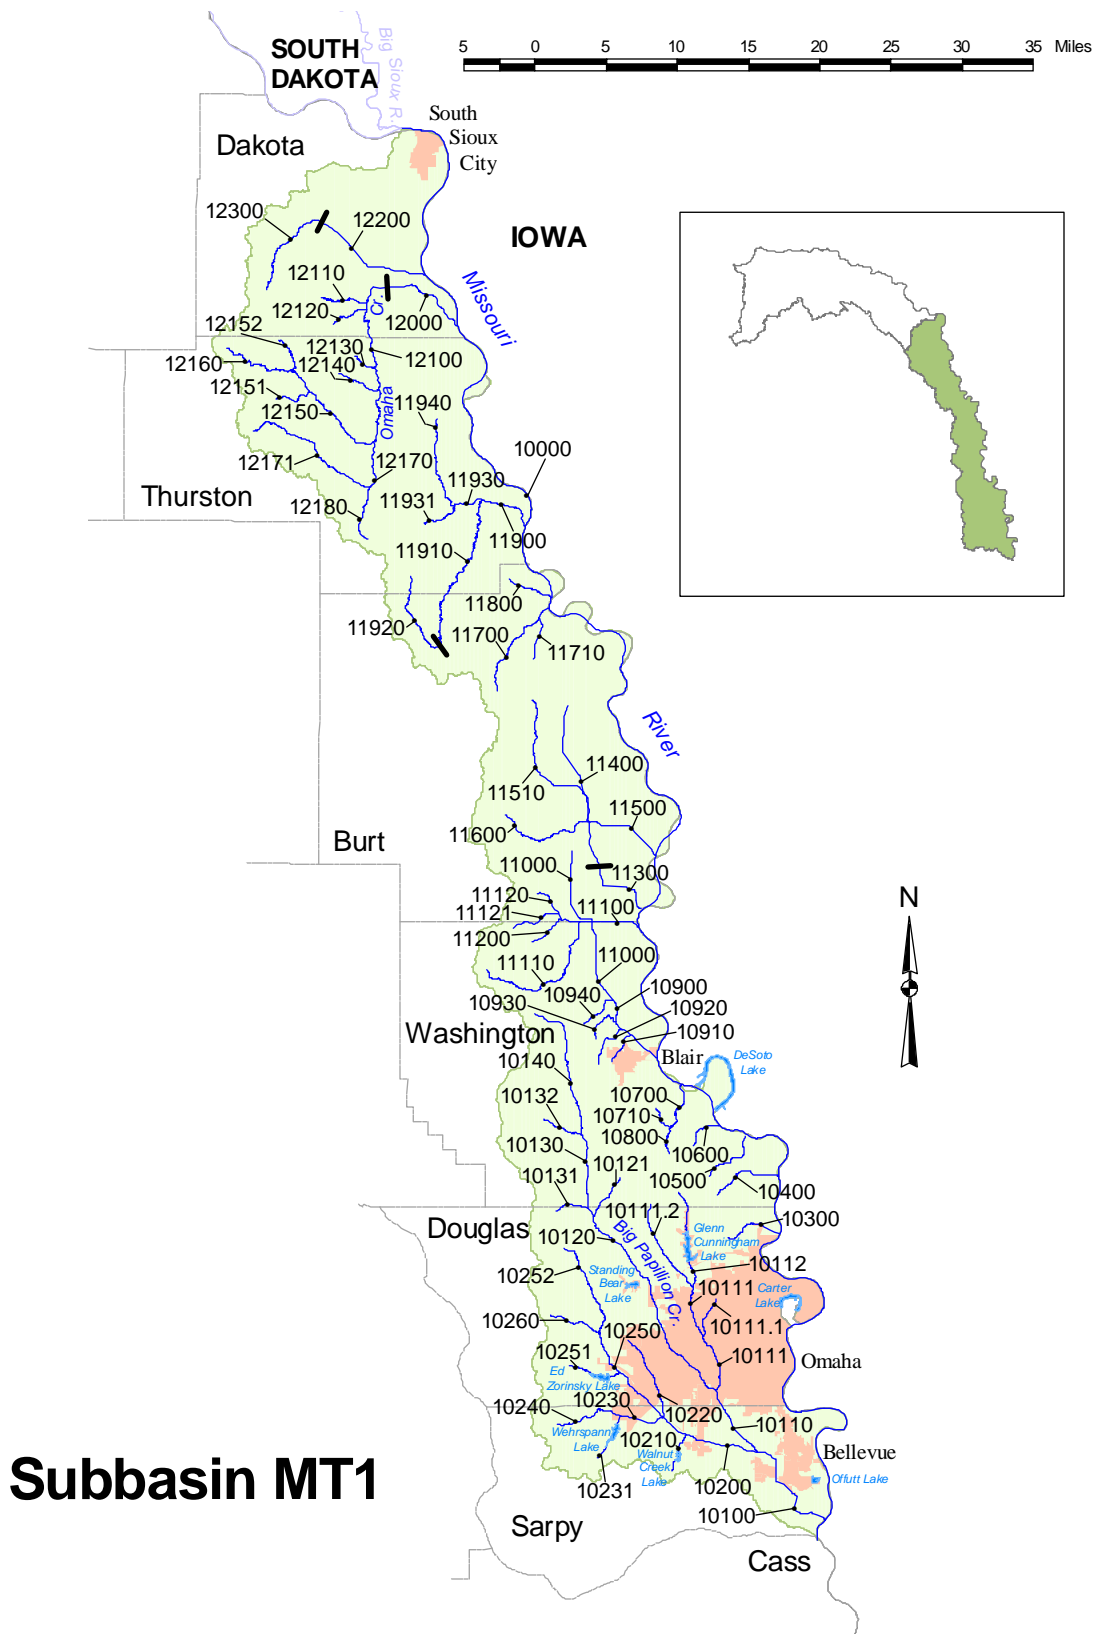 5 0 5 10 15 20 25 30 35 Miles
SOUTH
DAKOTA
Big Sioux R.
South
Sioux
City
Dakota
12300
12200
IOWA
12110
Missouri
Cr.
12120
12000
12152
12130
12100
12160
12140
12151
Omaha
11940
12150
10000
12171
12170
11930
Thurston
12180
11931
11900
11910
11800
11920
11700
11710
River
11400
11510
11500
11600
Burt
11000
11300
11120
11100
11121
11200
11000
11110
10940
10900
10930
10920
Washington
10910
Blair
DeSoto
Lake
10140
10132
10700
10710
10800
10600
10130
10121
10500
10131
10400
10111.2
10300
Douglas
Glenn
Cunningham
Lake
10120
Big Papillion Cr.
10112
10252
Standing
Bear
Lake
Carter
Lake
10111
10260
10111.1
10250
10251
10111
Omaha
Ed
Zorinsky Lake
10230
10240
10220
10110
Wehrspann
Lake
10210
Walnut
Creek
Lake
Bellevue
Offutt Lake
10231
10200
10100
Subbasin MT1
Sarpy
Cass
N